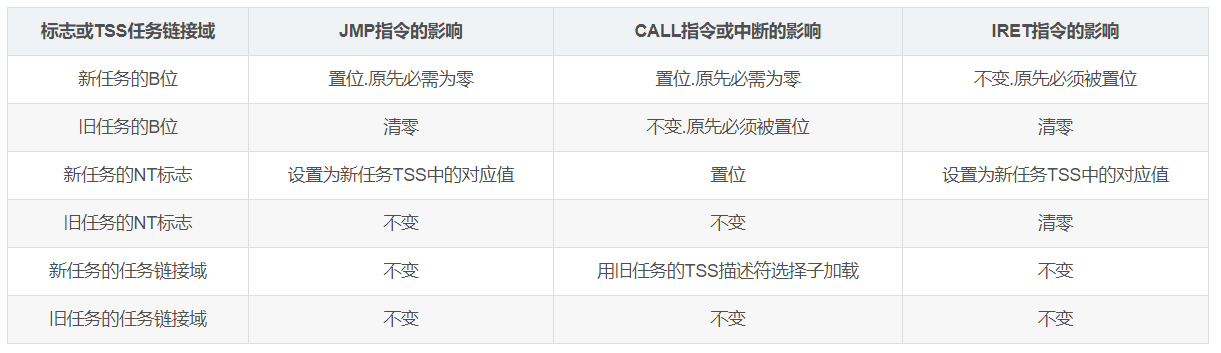 标志或TSS任务链接域 JMP指令的影响 CALL指令或中断的影响 IRET指令的影响
新任务的B位 置位.原先必需为零 置位.原先必需为零 不变.原先必须被置位
旧任务的B位 清零 不变.原先必须被置位 清零
新任务的NT标志 设置为新任务TSS中的对应值 置位 设置为新任务TSS中的对应值
旧任务的NT标志 不变 不变 清零
新任务的任务链接域 不变 用旧任务的TSS描述符选择子加载 不变
旧任务的任务链接域 不变 不变 不变